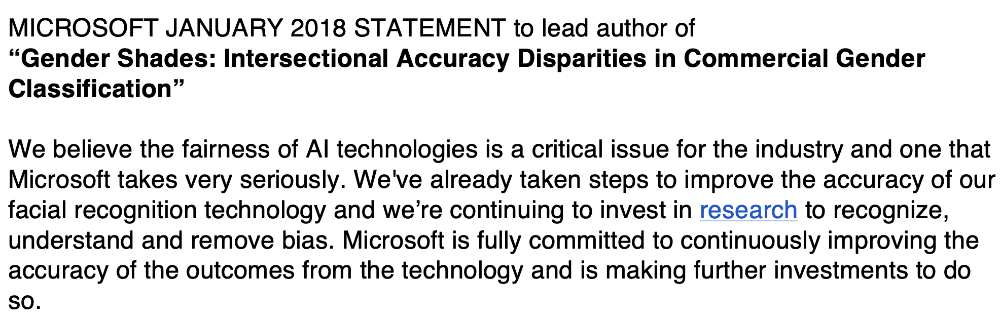 MICROSOFT JANUARY 2018 STATEMENT to lead author of
“Gender Shades: Intersectional Accuracy Disparities in Commercial Gender
Classification”
We believe the fairness of AI technologies is a critical issue for the industry and one that
Microsoft takes very seriously. We've already taken steps to improve the accuracy of our
facial recognition technology and we’re continuing to invest in research to recognize,
understand and remove bias. Microsoft is fully committed to continuously improving the
accuracy of the outcomes from the technology and is making further investments to do
so.